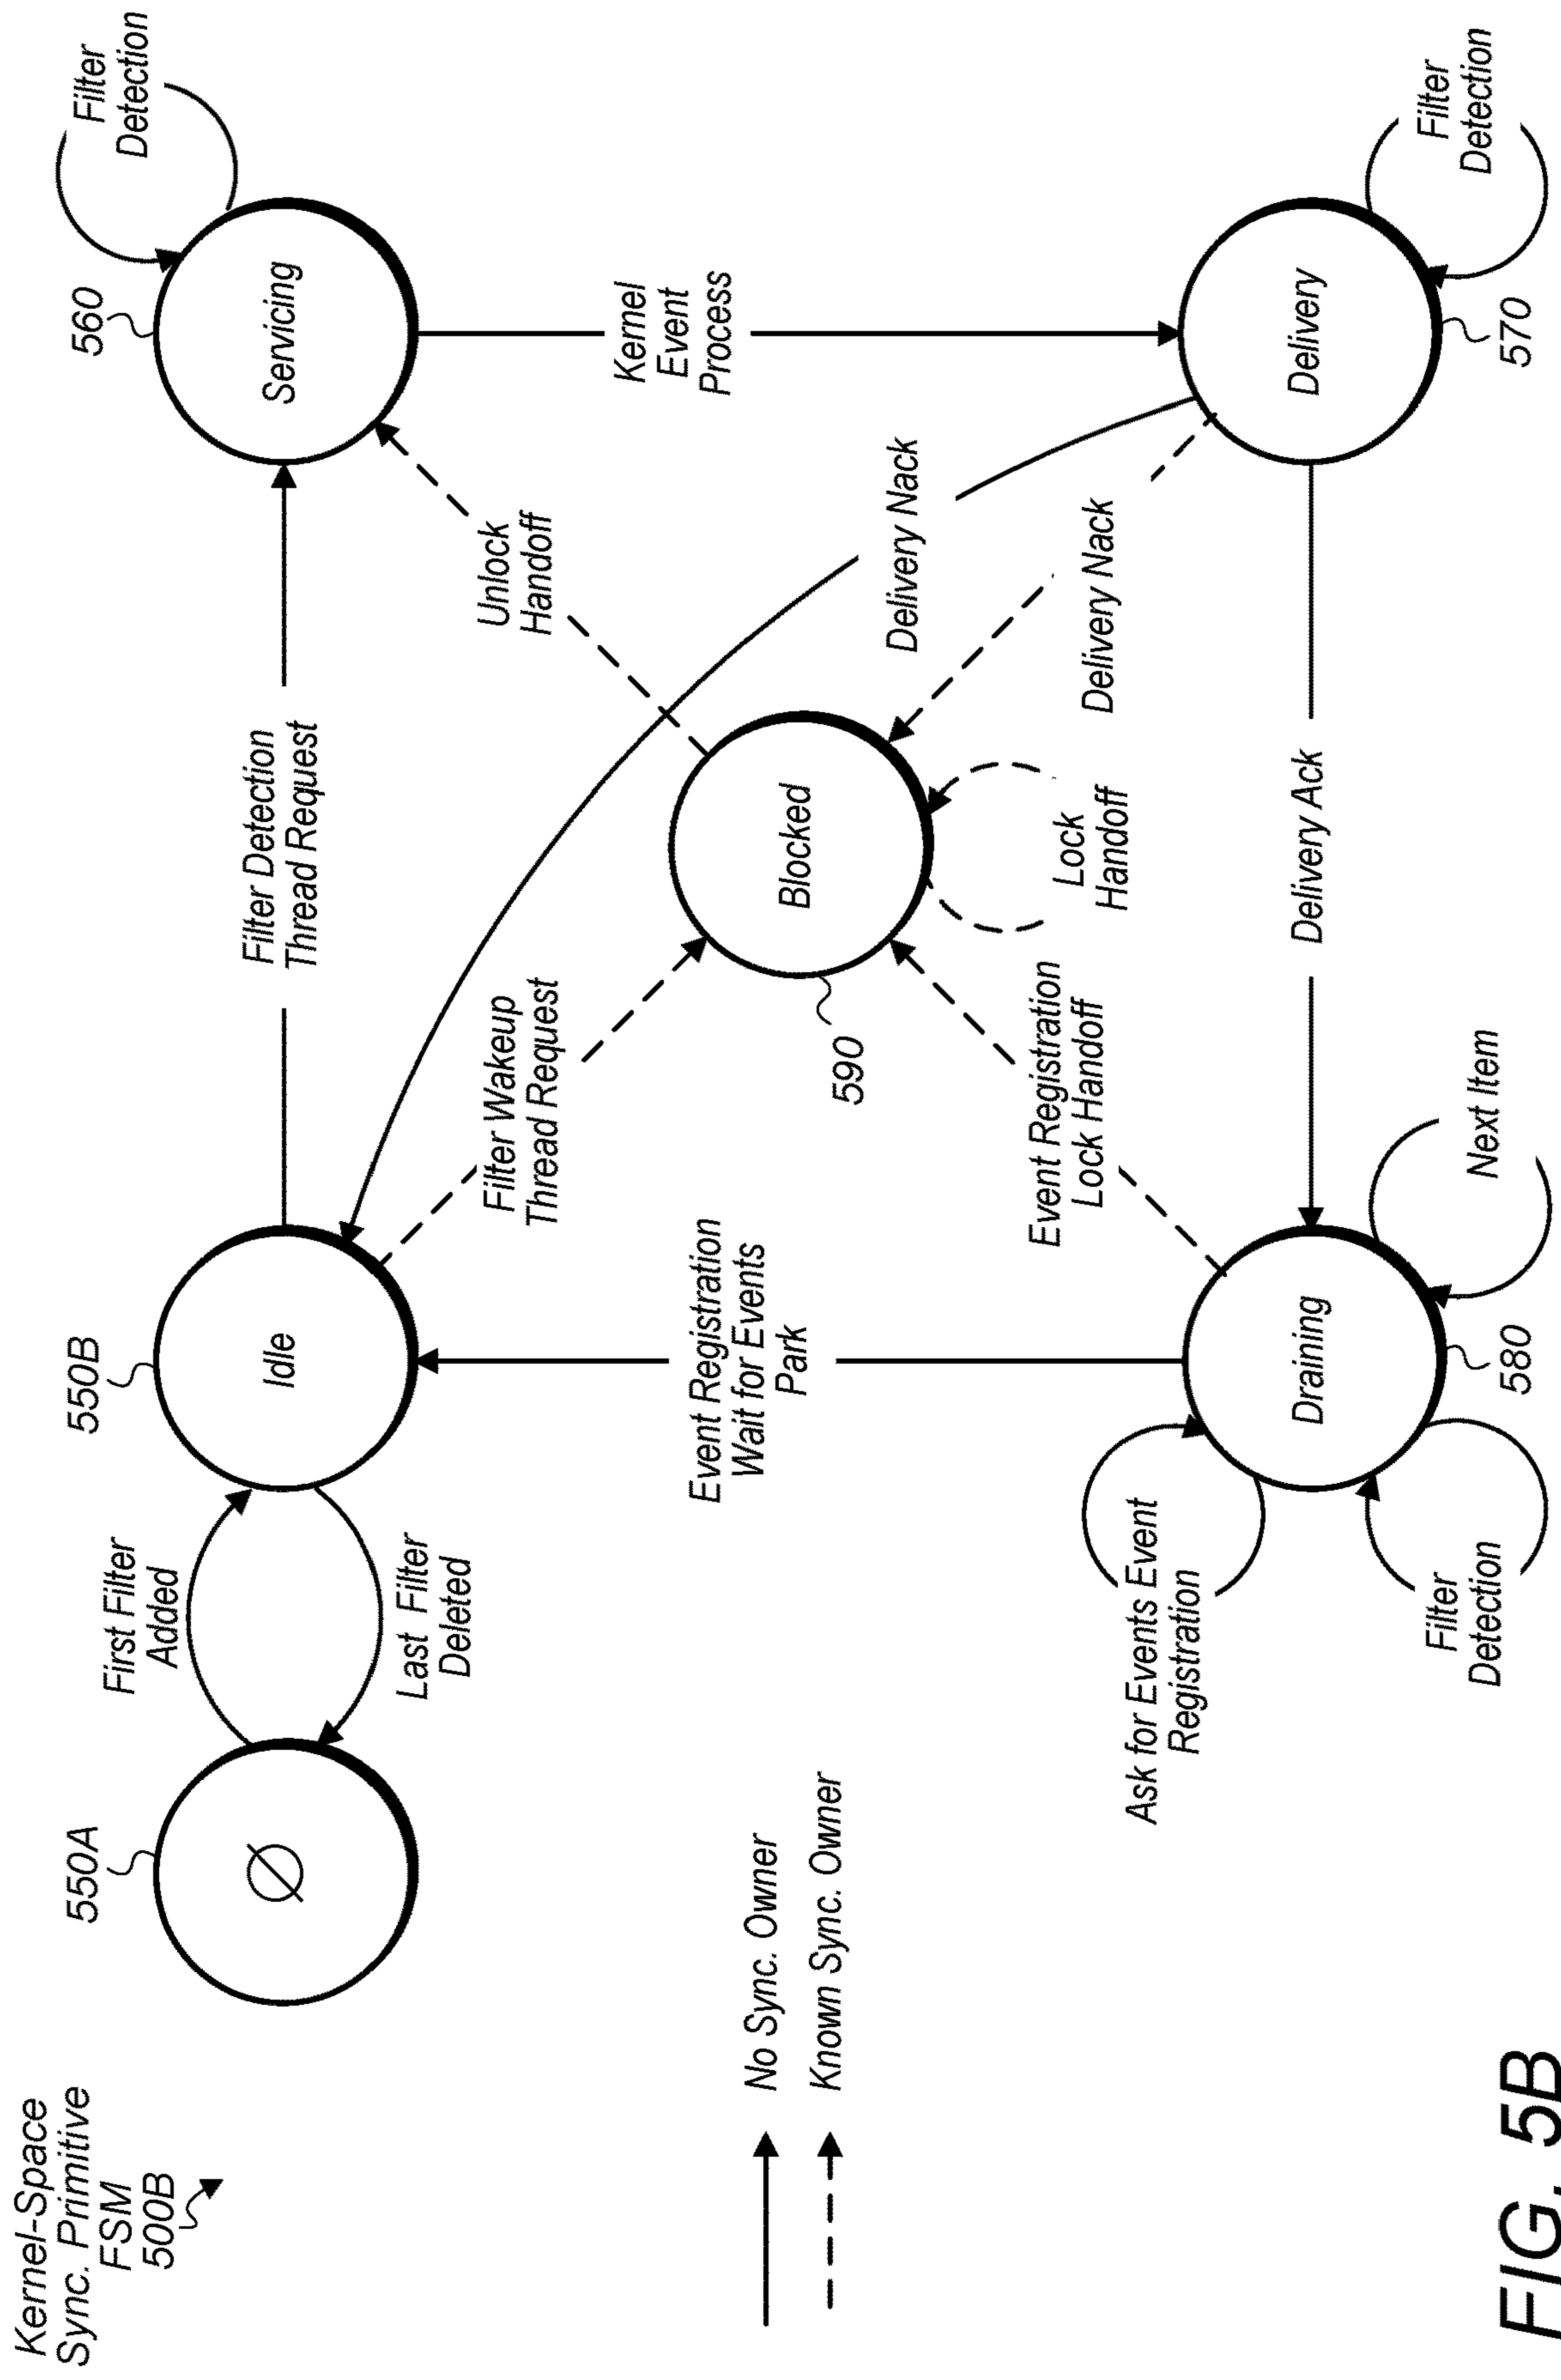 Kernel-Space
Sync. Primitive
FSM
500B
550A
∅
First Filter
Added
Last Filter
Deleted
550B
Idle
Filter Detection
Thread Request
560
Servicing
Filter
Detection
Unlock
Handoff
Filter Wakeup
Thread Request
Event Registration
Wait for Events
Park
590
Blocked
Kernel
Event
Process
Delivery Nack
Delivery Nack
Lock
Handoff
Event Registration
Lock Handoff
No Sync. Owner
Known Sync. Owner
Ask for Events Event
Registration
Draining
580
Filter
Detection
Next Item
Delivery Ack
Delivery
570
Filter
Detection
FIG. 5B